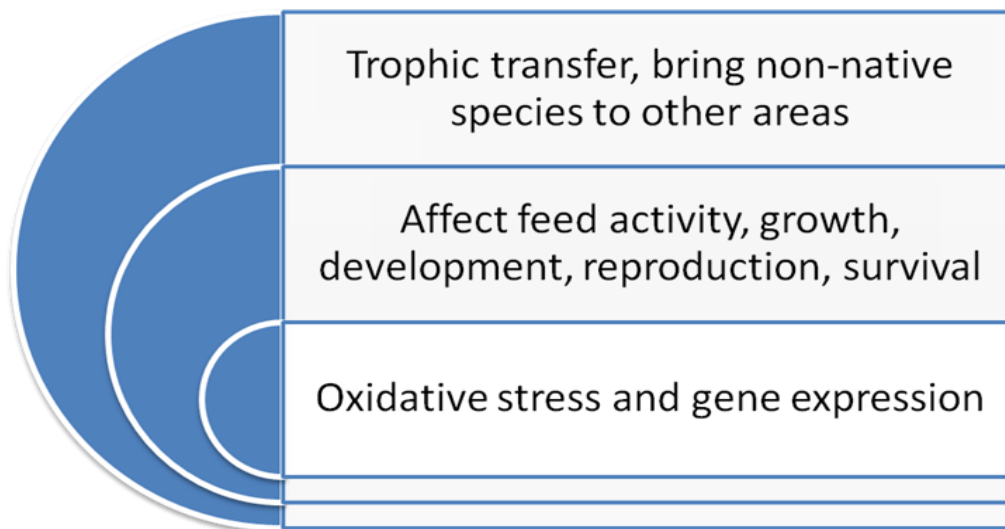 Trophic transfer, bring non-native
species to other areas
Affect feed activity, growth,
development, reproduction, survival
Oxidative stress and gene expression